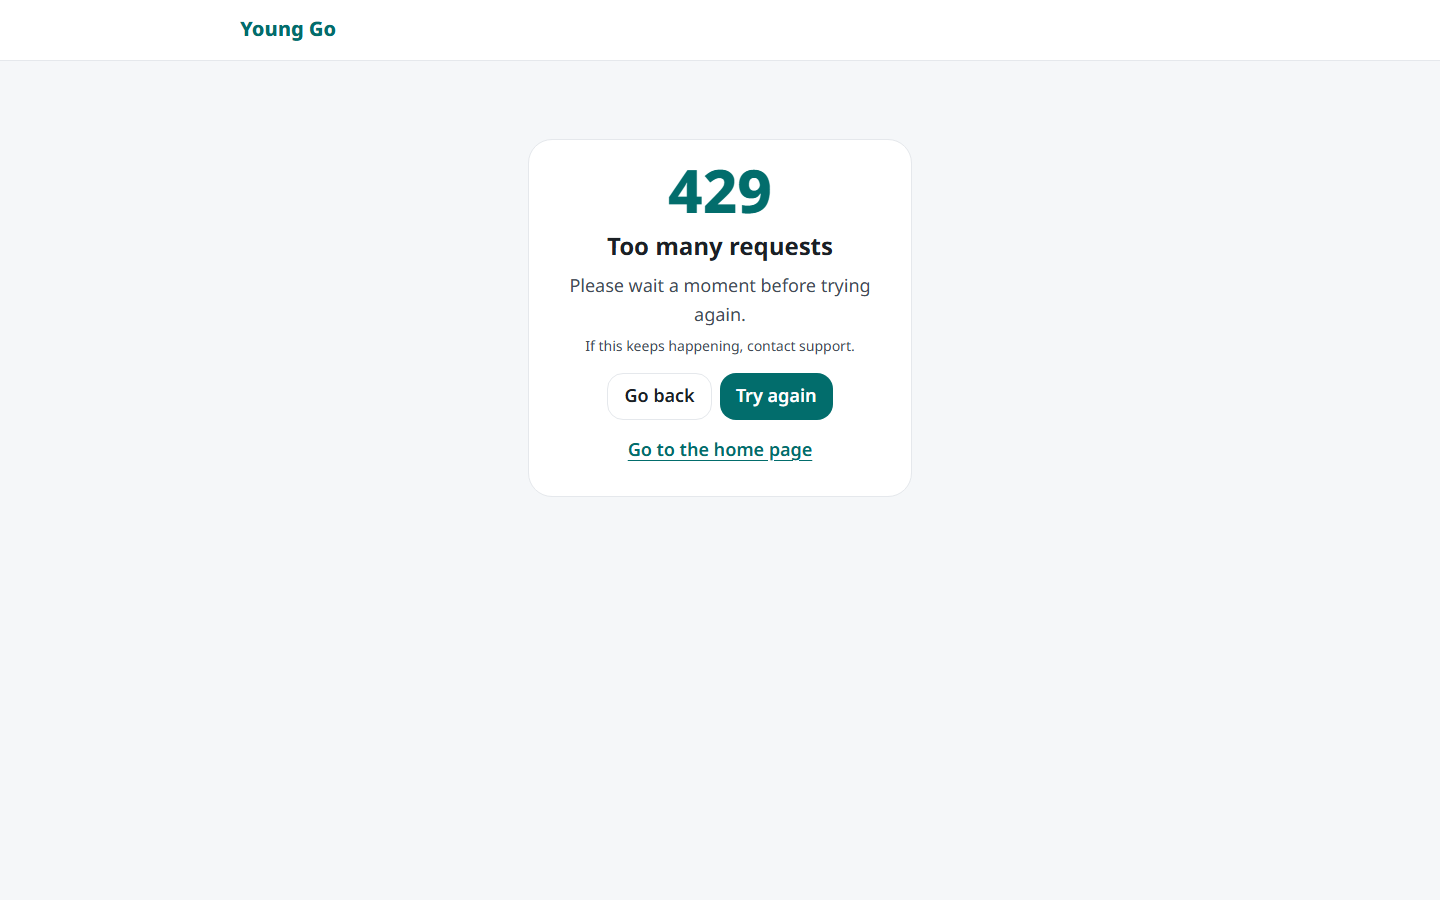 Young Go
429
Too many requests
Please wait a moment before trying
again.
If this keeps happening, contact support.
Go back
Try again
Go to the home page